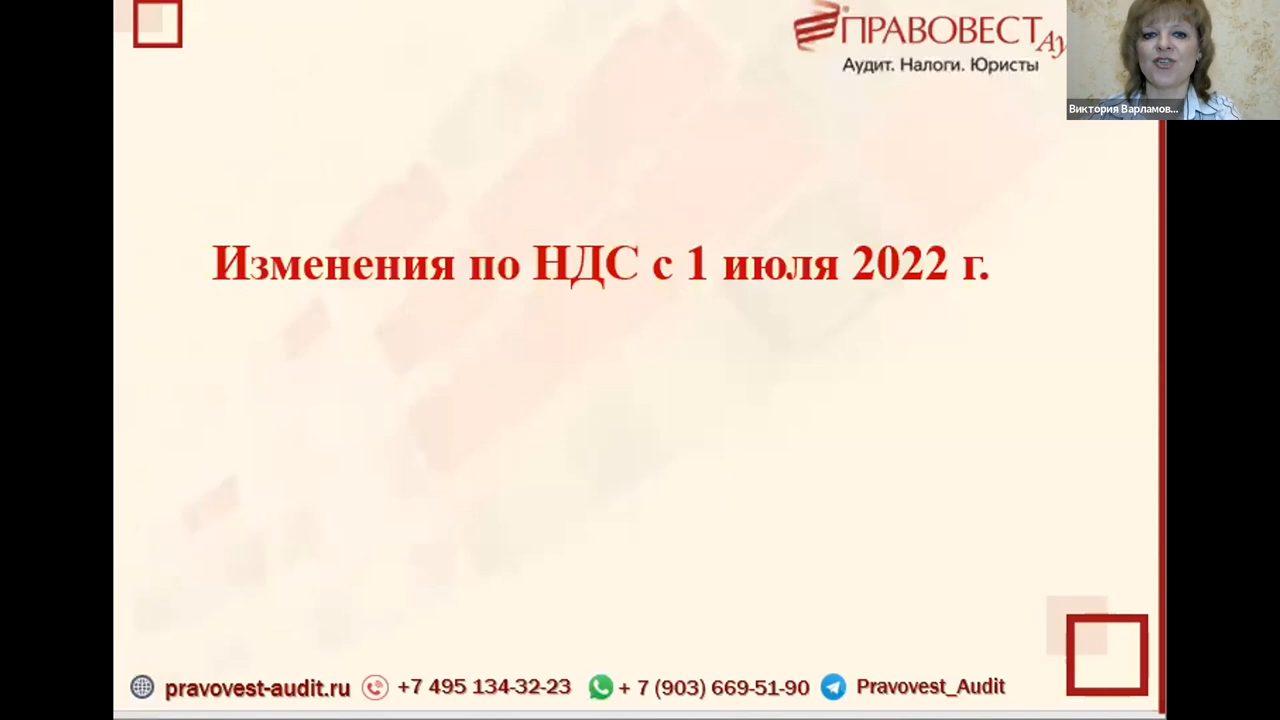 ПРАВОВЕСТ Ау
Аудит. Налоги. Юристы
Виктория Варламов...
Изменения по НДС с 1 июля 2022 г.
pravovest-audit.ru +7 495 134-32-23 + 7 (903) 669-51-90 Pravovest_Audit